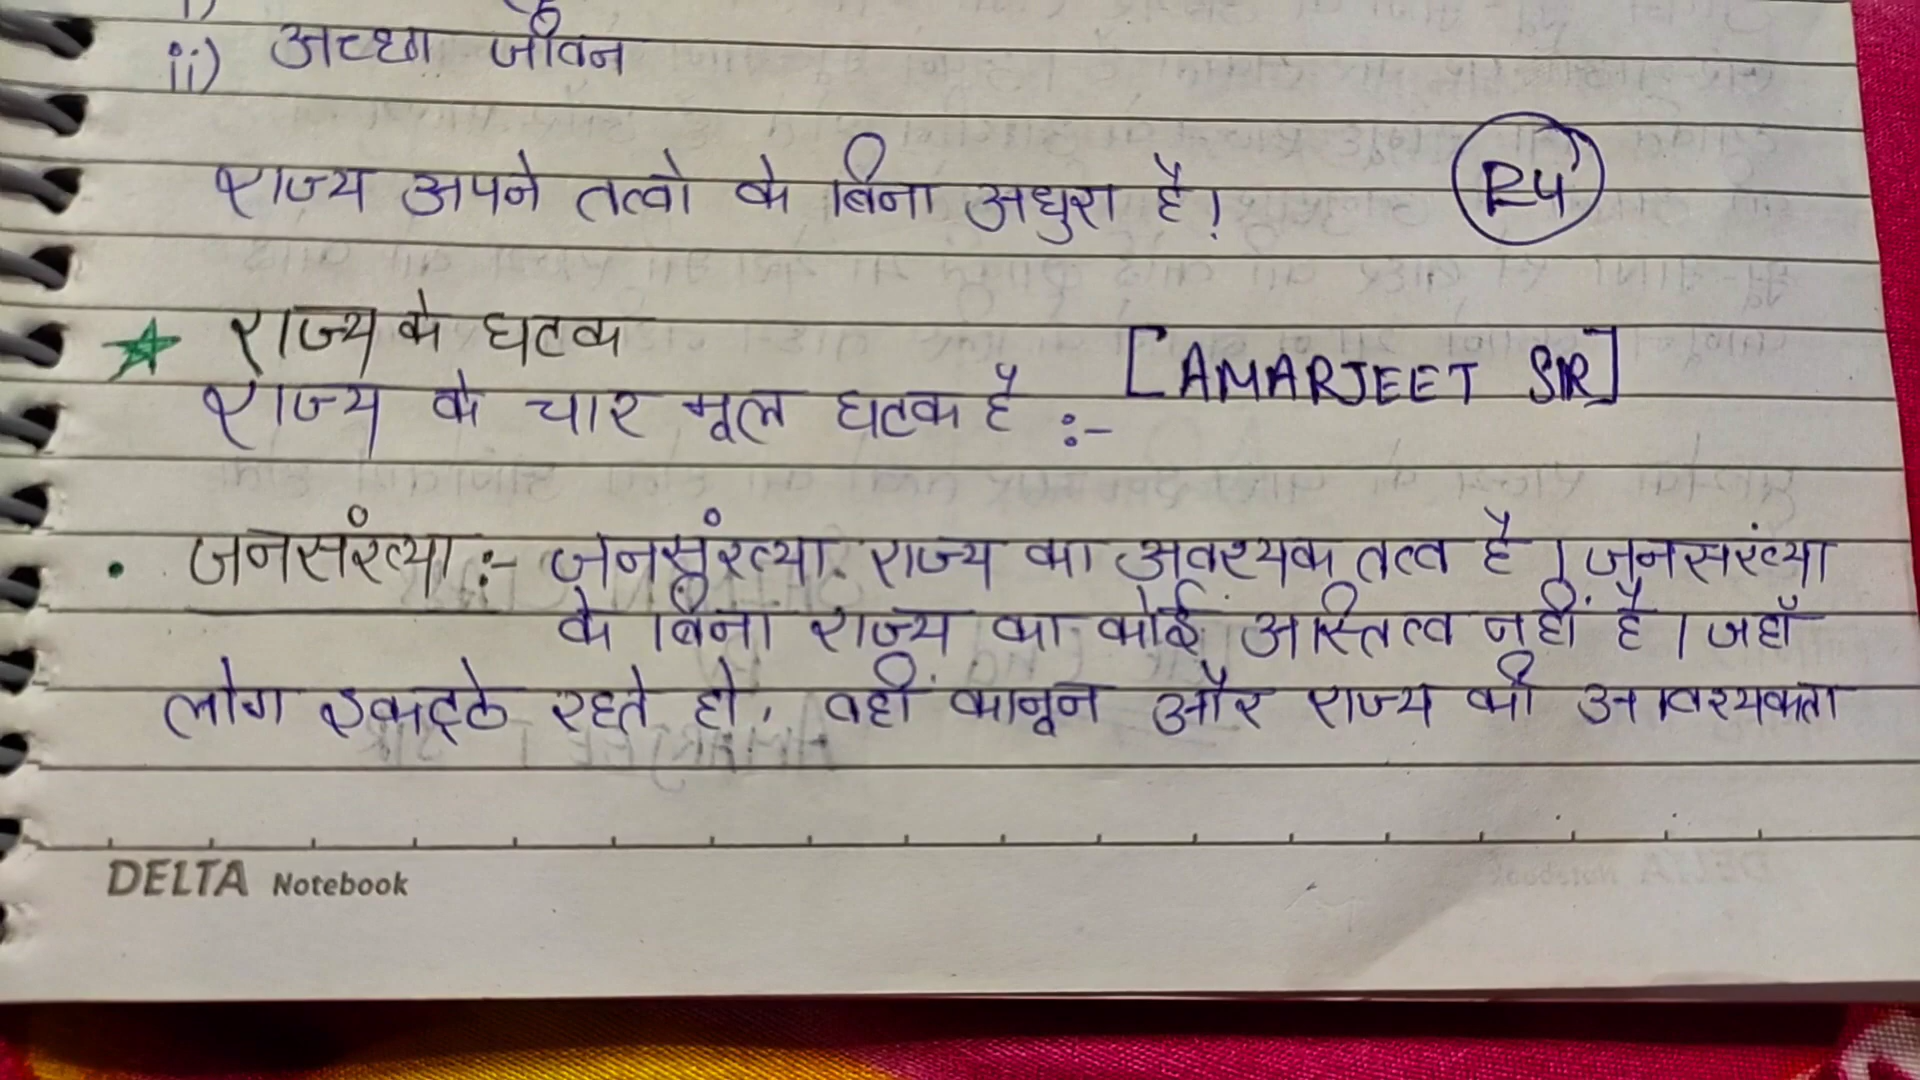 i)
ii) अच्छा जीवन
राज्य अपने तत्वो के बिना अधुरा है!
R4
★ राज्य के घटक
[AMARJEET SIR]
राज्य के चार मूल घटक है :-
• जनसंख्या :- जनसंख्या राज्य का अवश्यक तत्व है । जनसंख्या
के बिना राज्य का कोई अस्तित्व नहीं है । जहाँ
लोग इकट्ठे रहते हो, वहीं कानून और राज्य की आवश्यकता
DELTA Notebook